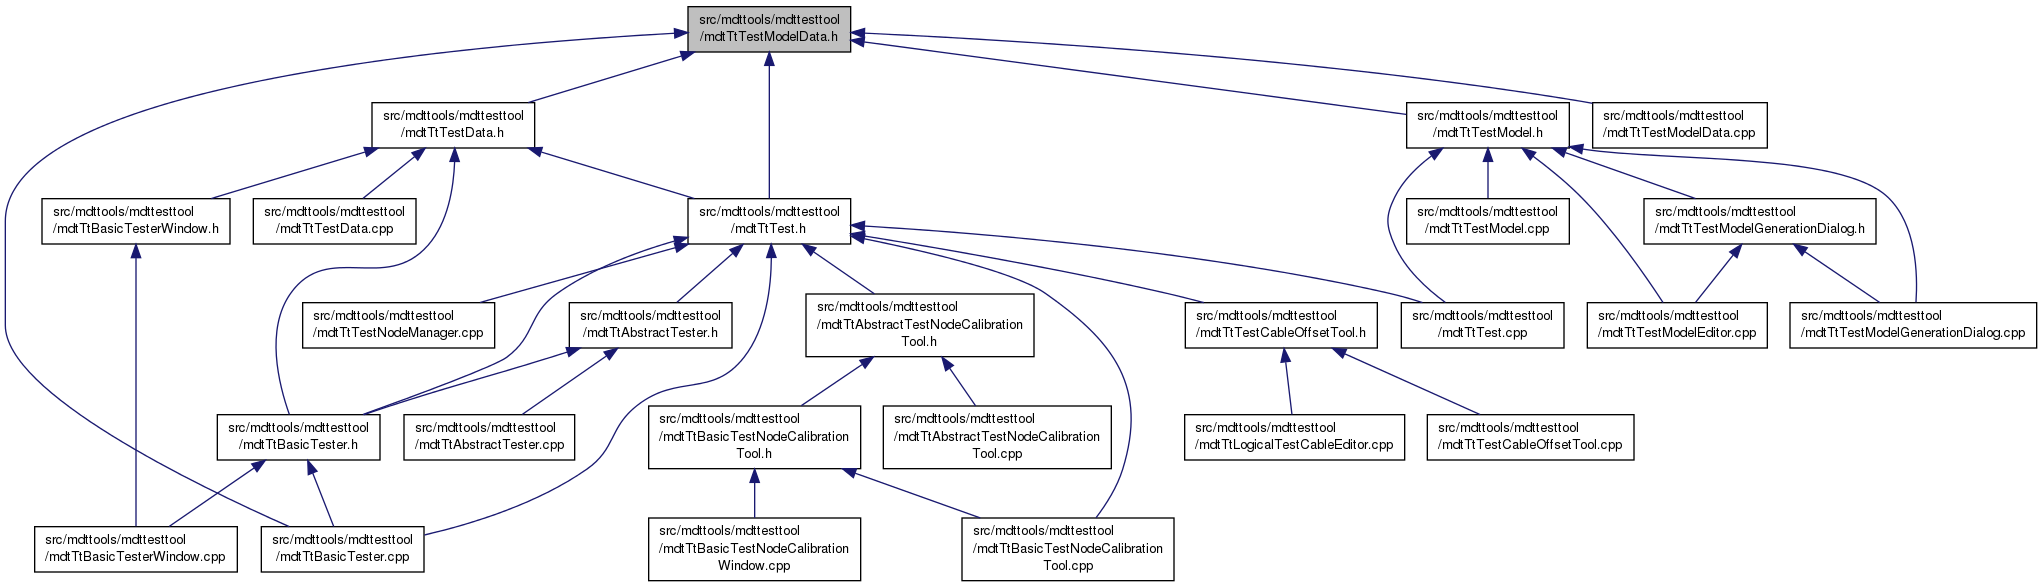 src/mdttools/mdttesttool
/mdtTtTestModelData.h
src/mdttools/mdttesttool
/mdtTtTestData.h
src/mdttools/mdttesttool
/mdtTtTestModel.h
src/mdttools/mdttesttool
/mdtTtTestModelData.cpp
src/mdttools/mdttesttool
/mdtTtBasicTesterWindow.h
src/mdttools/mdttesttool
/mdtTtTestData.cpp
src/mdttools/mdttesttool
/mdtTtTest.h
src/mdttools/mdttesttool
/mdtTtTestModel.cpp
src/mdttools/mdttesttool
/mdtTtTestModelGenerationDialog.h
src/mdttools/mdttesttool
/mdtTtTestNodeManager.cpp
src/mdttools/mdttesttool
/mdtTtAbstractTester.h
src/mdttools/mdttesttool
/mdtTtAbstractTestNodeCalibration
Tool.h
src/mdttools/mdttesttool
/mdtTtTestCableOffsetTool.h
src/mdttools/mdttesttool
/mdtTtTest.cpp
src/mdttools/mdttesttool
/mdtTtTestModelEditor.cpp
src/mdttools/mdttesttool
/mdtTtTestModelGenerationDialog.cpp
src/mdttools/mdttesttool
/mdtTtBasicTester.h
src/mdttools/mdttesttool
/mdtTtAbstractTester.cpp
src/mdttools/mdttesttool
/mdtTtBasicTestNodeCalibration
Tool.h
src/mdttools/mdttesttool
/mdtTtAbstractTestNodeCalibration
Tool.cpp
src/mdttools/mdttesttool
/mdtTtLogicalTestCableEditor.cpp
src/mdttools/mdttesttool
/mdtTtTestCableOffsetTool.cpp
src/mdttools/mdttesttool
/mdtTtBasicTesterWindow.cpp
src/mdttools/mdttesttool
/mdtTtBasicTester.cpp
src/mdttools/mdttesttool
/mdtTtBasicTestNodeCalibration
Window.cpp
src/mdttools/mdttesttool
/mdtTtBasicTestNodeCalibration
Tool.cpp